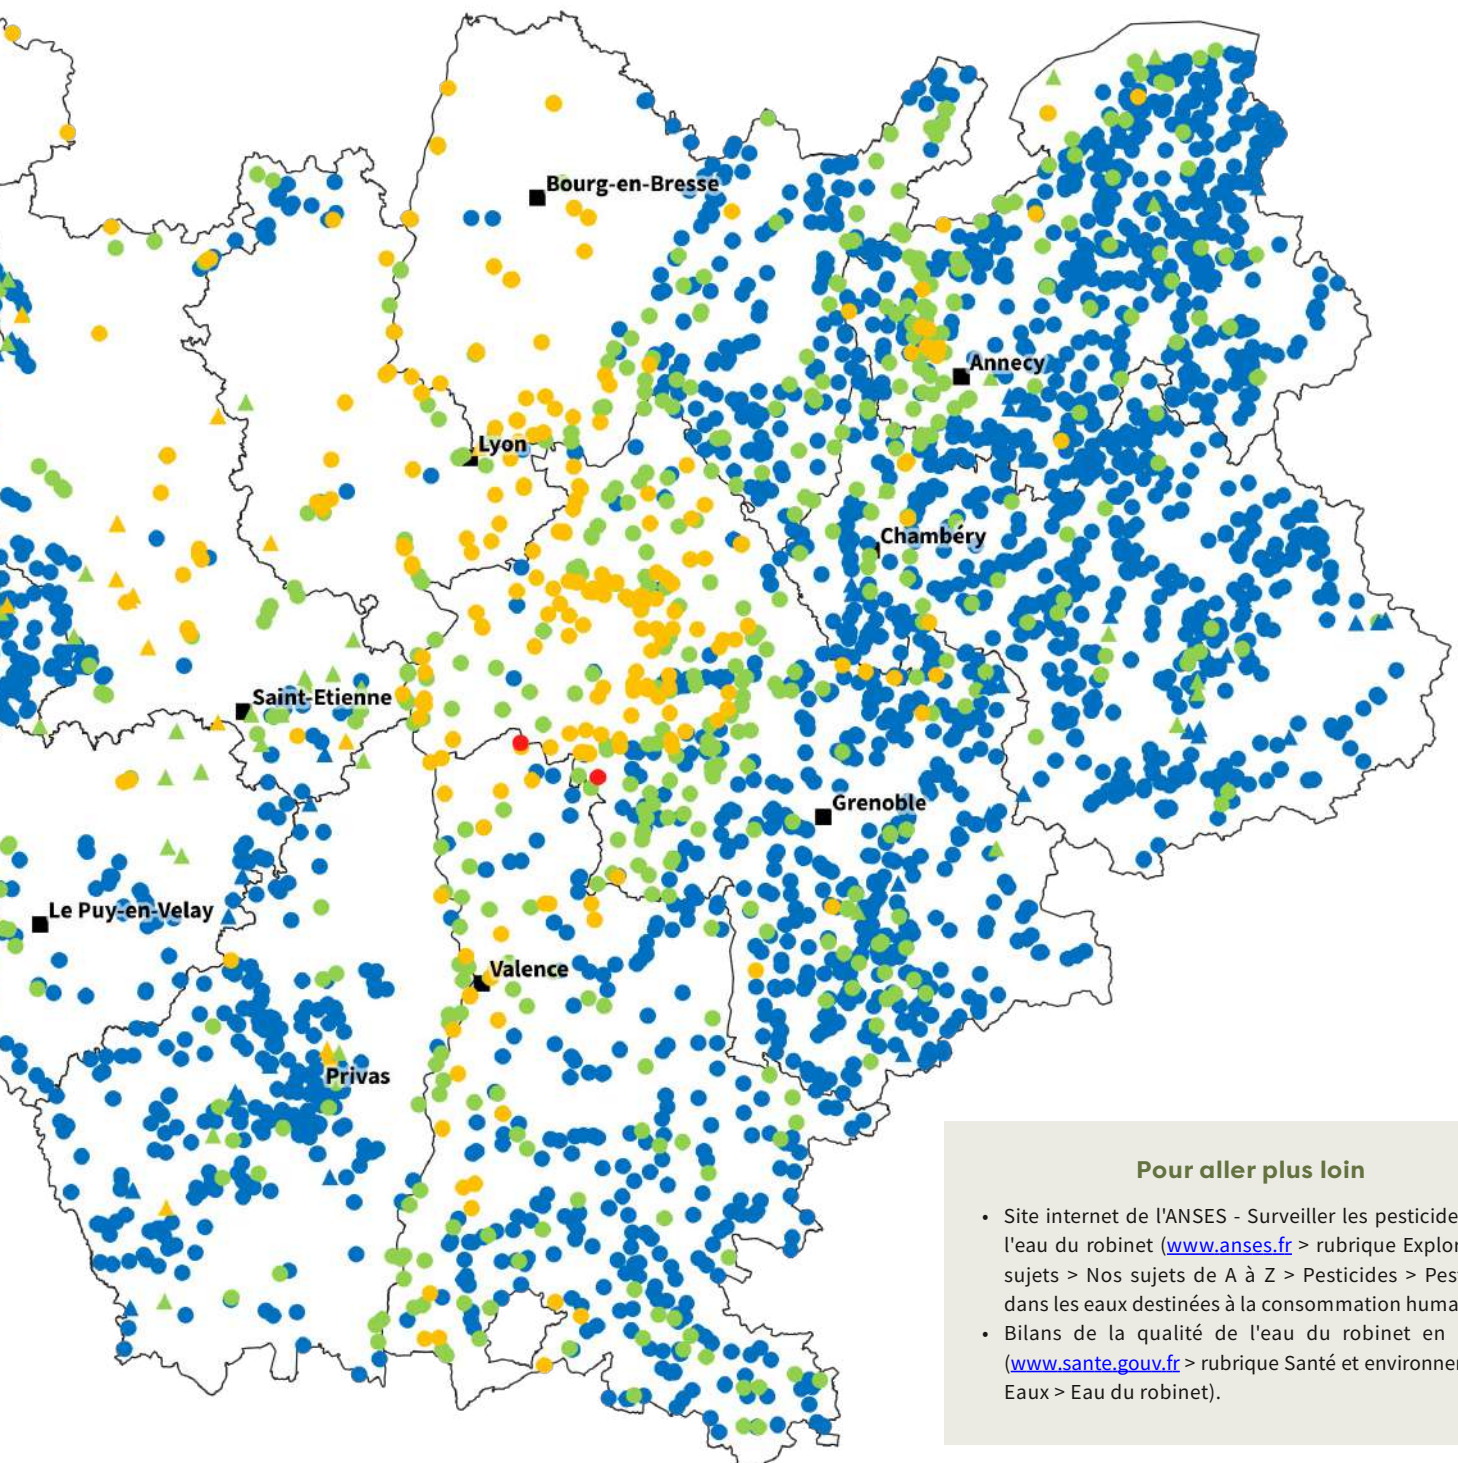 Bourg-en-Bresse
Annecy
Lyon
Chambéry
Saint-Etienne
Grenoble
Le Puy-en-Velay
Valence
Privas
Pour aller plus loin
• Site internet de l'ANSES - Surveiller les pesticide
l'eau du robinet (www.anses.fr > rubrique Explor
sujets > Nos sujets de A à Z > Pesticides > Pest
dans les eaux destinées à la consommation huma
• Bilans de la qualité de l'eau du robinet en
(www.sante.gouv.fr > rubrique Santé et environne
Eaux > Eau du robinet).